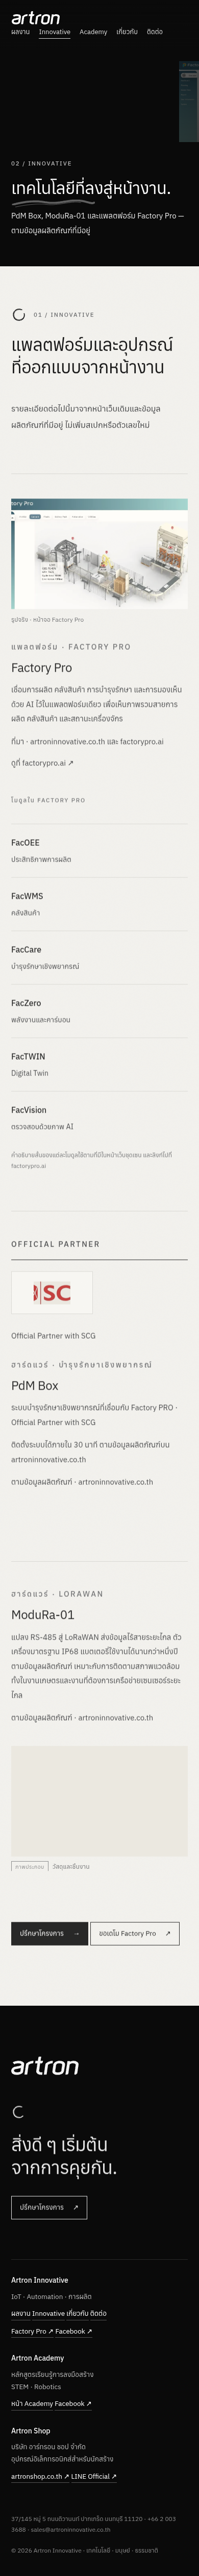 artron
ผลงาน Innovative Academy เกี่ยวกับ ติดต่อ
02 / INNOVATIVE
เทคโนโลยีที่ลงสู่หน้างาน.
PdM Box, ModuRa-01 และแพลตฟอร์ม Factory Pro —
ตามข้อมูลผลิตภัณฑ์ที่มีอยู่
01 / INNOVATIVE
แพลตฟอร์มและอุปกรณ์
ที่ออกแบบจากหน้างาน
รายละเอียดต่อไปนี้มาจากหน้าเว็บเดิมและข้อมูล
ผลิตภัณฑ์ที่มีอยู่ ไม่เพิ่มสเปกหรือตัวเลขใหม่
tory Pro
รูปจริง · หน้าจอ Factory Pro
แพลตฟอร์ม · FACTORY PRO
Factory Pro
เชื่อมการผลิต คลังสินค้า การบำรุงรักษา และการมองเห็น
ด้วย AI ไว้ในแพลตฟอร์มเดียว เพื่อเห็นภาพรวมสายการ
ผลิต คลังสินค้า และสถานะเครื่องจักร
ที่มา · artroninnovative.co.th และ factorypro.ai
ดูที่ factorypro.ai ↗
โมดูลใน FACTORY PRO
FacOEE
ประสิทธิภาพการผลิต
FacWMS
คลังสินค้า
FacCare
บำรุงรักษาเชิงพยากรณ์
FacZero
พลังงานและคาร์บอน
FacTWIN
Digital Twin
FacVision
ตรวจสอบด้วยภาพ AI
คำอธิบายสั้นของแต่ละโมดูลใช้ตามที่มีในหน้าเว็บชุดเดิม และลิงก์ไปที่
factorypro.ai
OFFICIAL PARTNER
SC
Official Partner with SCG
ฮาร์ดแวร์ · บำรุงรักษาเชิงพยากรณ์
PdM Box
ระบบบำรุงรักษาเชิงพยากรณ์ที่เชื่อมกับ Factory PRO ·
Official Partner with SCG
ติดตั้งระบบได้ภายใน 30 นาที ตามข้อมูลผลิตภัณฑ์บน
artroninnovative.co.th
ตามข้อมูลผลิตภัณฑ์ · artroninnovative.co.th
ฮาร์ดแวร์ · LORAWAN
ModuRa-01
แปลง RS-485 สู่ LoRaWAN ส่งข้อมูลไร้สายระยะไกล ตัว
เครื่องมาตรฐาน IP68 แบตเตอรี่ใช้งานได้นานกว่าหนึ่งปี
ตามข้อมูลผลิตภัณฑ์ เหมาะกับการติดตามสภาพแวดล้อม
ทั้งในงานเกษตรและงานที่ต้องการเครือข่ายเซนเซอร์ระยะ
ไกล
ตามข้อมูลผลิตภัณฑ์ · artroninnovative.co.th
ภาพประกอบ วัสดุและชิ้นงาน
ปรึกษาโครงการ → ขอเดโม Factory Pro ↗
artron
สิ่งดี ๆ เริ่มต้น
จากการคุยกัน.
ปรึกษาโครงการ ↗
Artron Innovative
IoT · Automation · การผลิต
ผลงาน Innovative เกี่ยวกับ ติดต่อ
Factory Pro ↗ Facebook ↗
Artron Academy
หลักสูตรเรียนรู้การลงมือสร้าง
STEM · Robotics
หน้า Academy Facebook ↗
Artron Shop
บริษัท อาร์ทรอน ชอป จำกัด
อุปกรณ์อิเล็กทรอนิกส์สำหรับนักสร้าง
artronshop.co.th ↗ LINE Official ↗
37/145 หมู่ 5 ถนนติวานนท์ ปากเกร็ด นนทบุรี 11120 · +66 2 003
3688 · sales@artroninnovative.co.th
© 2026 Artron Innovative · เทคโนโลยี · มนุษย์ · ธรรมชาติ